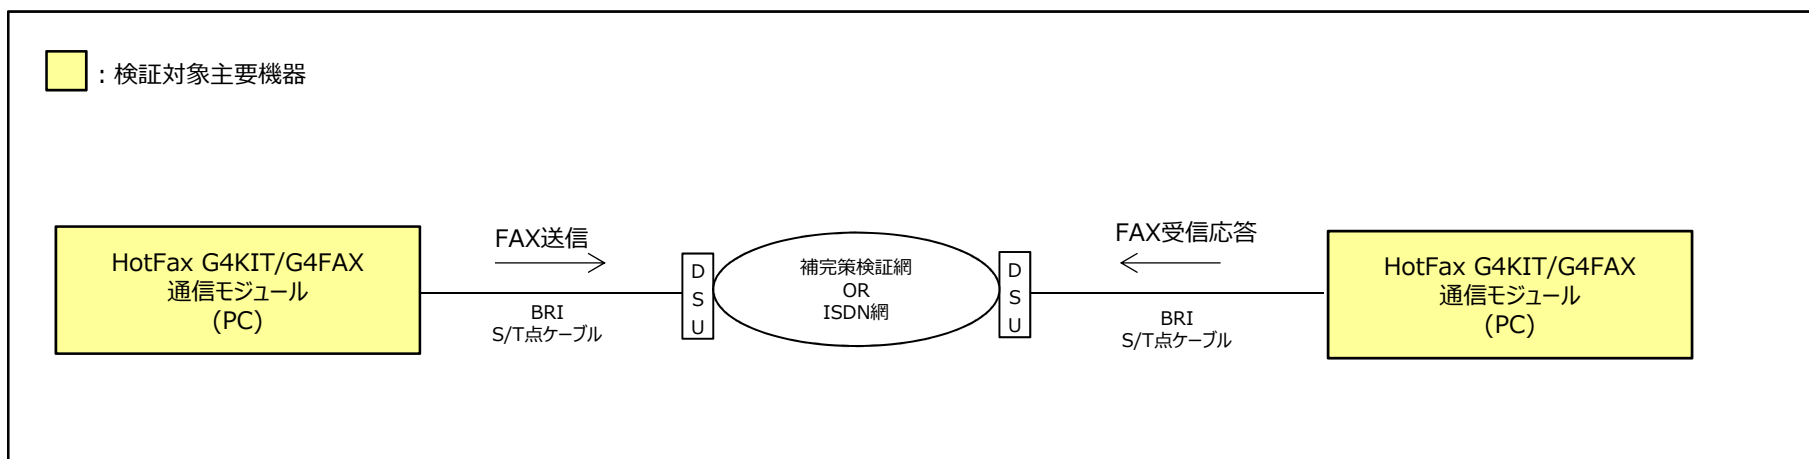 ：検証対象主要機器
HotFax G4KIT/G4FAX
通信モジュール
(PC)
FAX送信
BRI
S/T点ケーブル
DSU
補完策検証網
OR
ISDN網
DSU
FAX受信応答
BRI
S/T点ケーブル
HotFax G4KIT/G4FAX
通信モジュール
(PC)